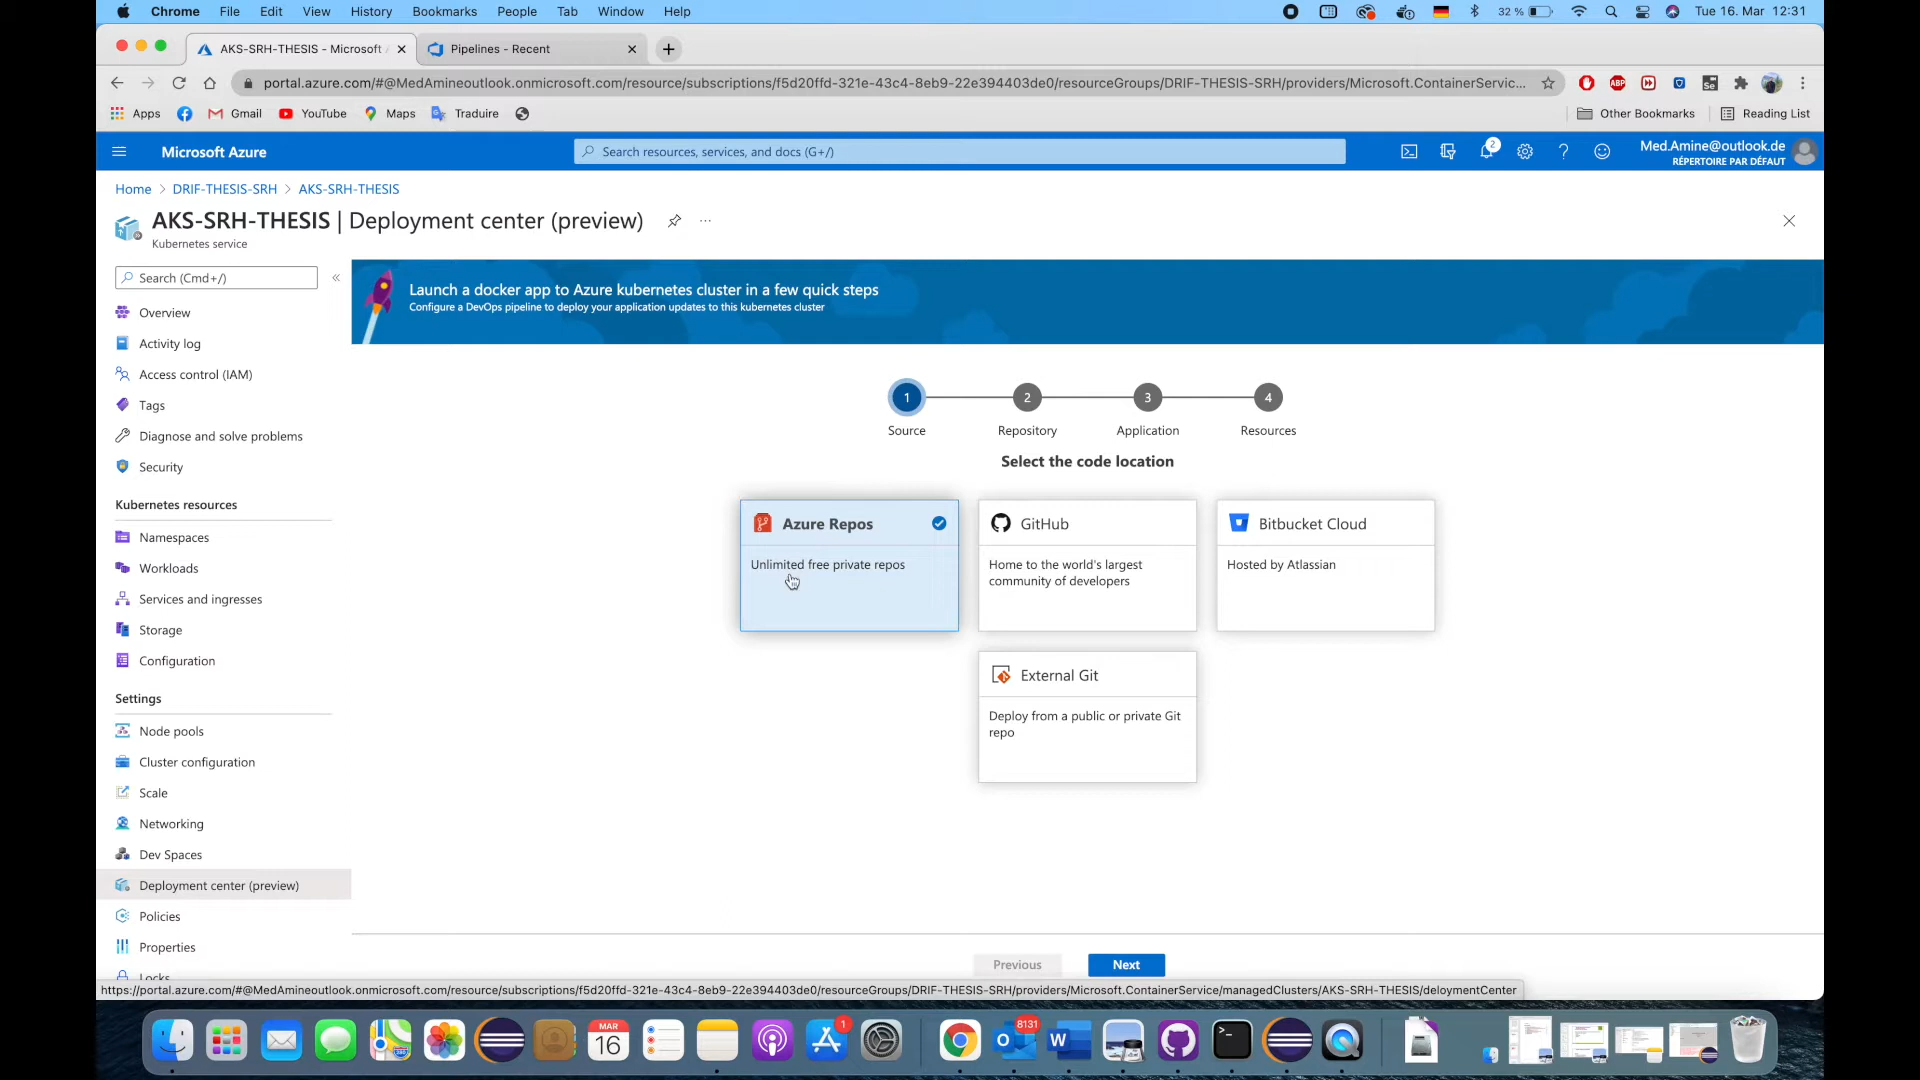 Chrome File Edit View History Bookmarks People Tab Window Help 32 % Tue 16. Mar 12:31
AKS-SRH-THESIS - Microsoft Pipelines - Recent
portal.azure.com/#@MedAmineoutlook.onmicrosoft.com/resource/subscriptions/f5d20ffd-321e-43c4-8eb9-22e394403de0/resourceGroups/DRIF-THESIS-SRH/providers/Microsoft.ContainerServic...
Apps Gmail YouTube Maps Traduire Other Bookmarks Reading List
Microsoft Azure Search resources, services, and docs (G+/) 2 Med.Amine@outlook.de
RÉPERTOIRE PAR DÉFAUT
Home > DRIF-THESIS-SRH > AKS-SRH-THESIS
AKS-SRH-THESIS | Deployment center (preview)
Kubernetes service
Search (Cmd+/)
Overview
Activity log
Access control (IAM)
Tags
Diagnose and solve problems
Security
Kubernetes resources
Namespaces
Workloads
Services and ingresses
Storage
Configuration
Settings
Node pools
Cluster configuration
Scale
Networking
Dev Spaces
Deployment center (preview)
Policies
Properties
Locks
Launch a docker app to Azure kubernetes cluster in a few quick steps
Configure a DevOps pipeline to deploy your application updates to this kubernetes cluster
1 2 3 4
Source Repository Application Resources
Select the code location
Azure Repos
Unlimited free private repos
GitHub
Home to the world's largest
community of developers
Bitbucket Cloud
Hosted by Atlassian
External Git
Deploy from a public or private Git
repo
Previous Next
https://portal.azure.com/#@MedAmineoutlook.onmicrosoft.com/resource/subscriptions/f5d20ffd-321e-43c4-8eb9-22e394403de0/resourceGroups/DRIF-THESIS-SRH/providers/Microsoft.ContainerService/managedClusters/AKS-SRH-THESIS/deloymentCenter
MAR
16
1
8131